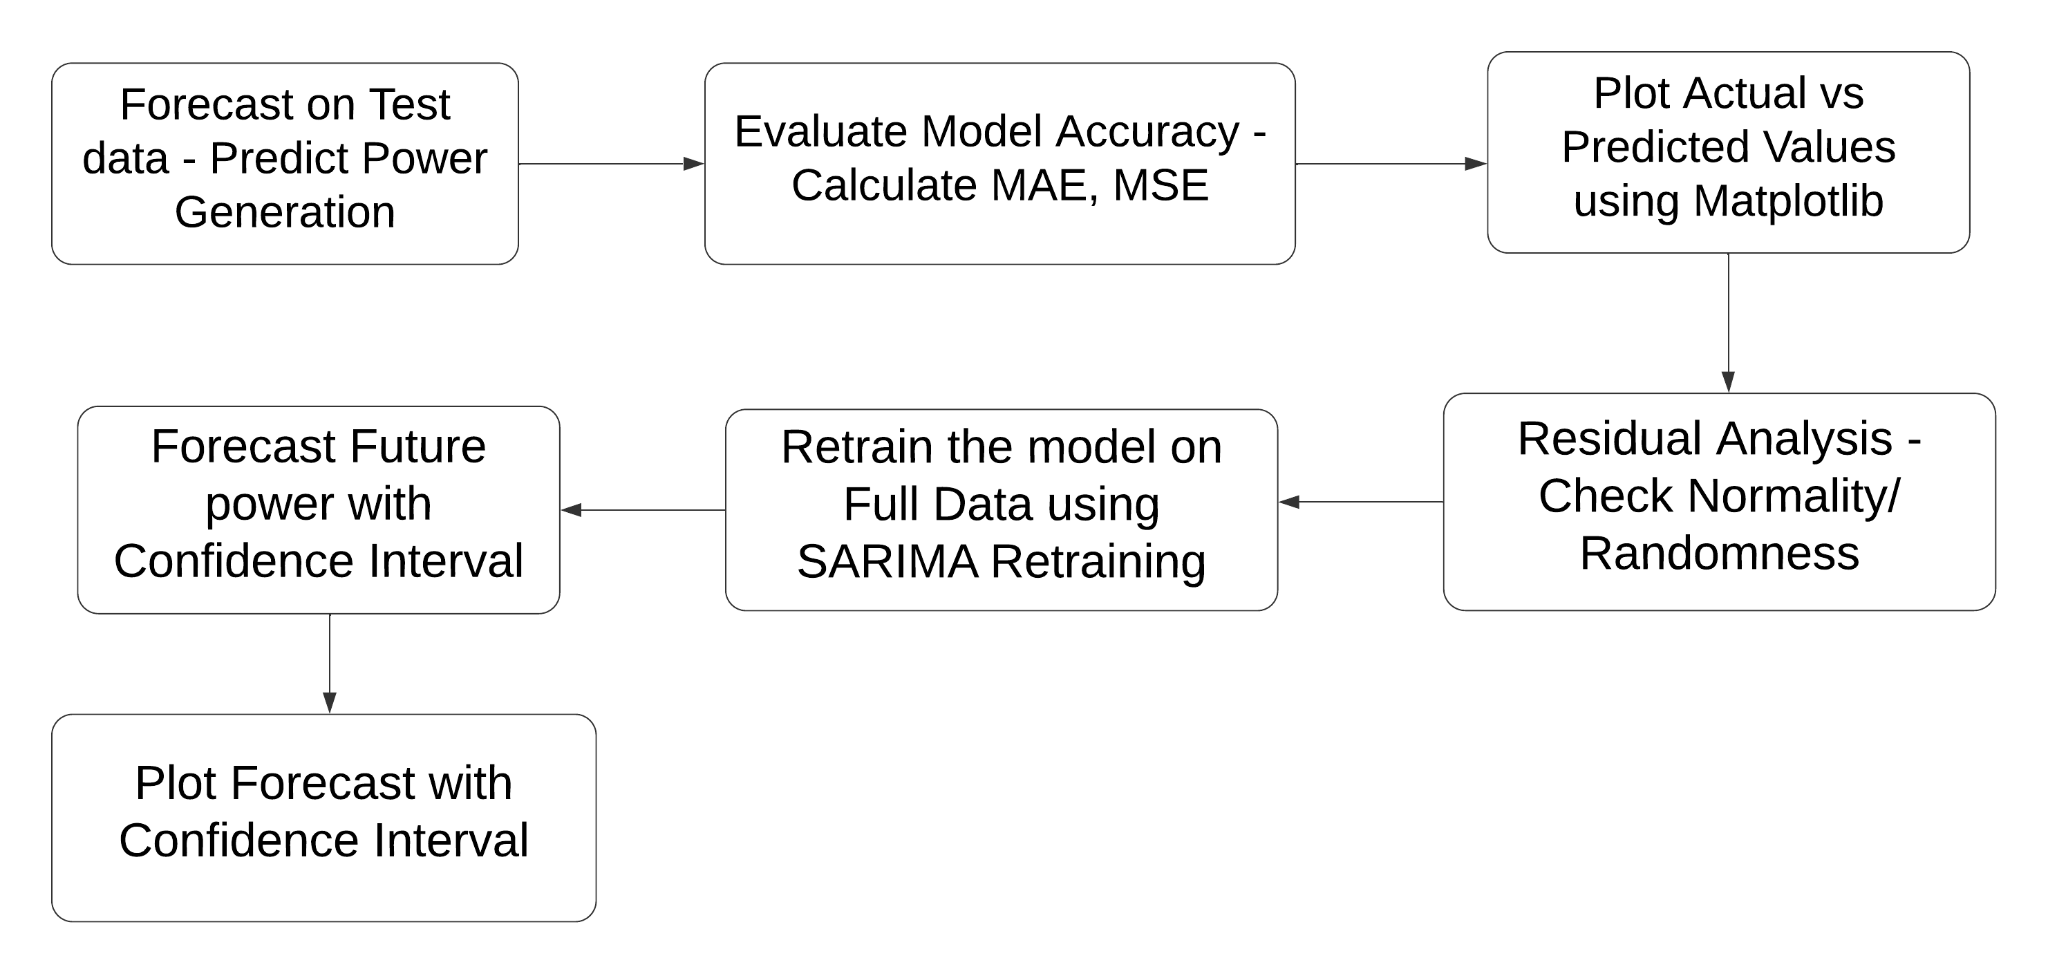 Forecast on Test
data - Predict Power
Generation
Evaluate Model Accuracy -
Calculate MAE, MSE
Plot Actual vs
Predicted Values
using Matplotlib
Residual Analysis -
Check Normality/
Randomness
Retrain the model on
Full Data using
SARIMA Retraining
Forecast Future
power with
Confidence Interval
Plot Forecast with
Confidence Interval